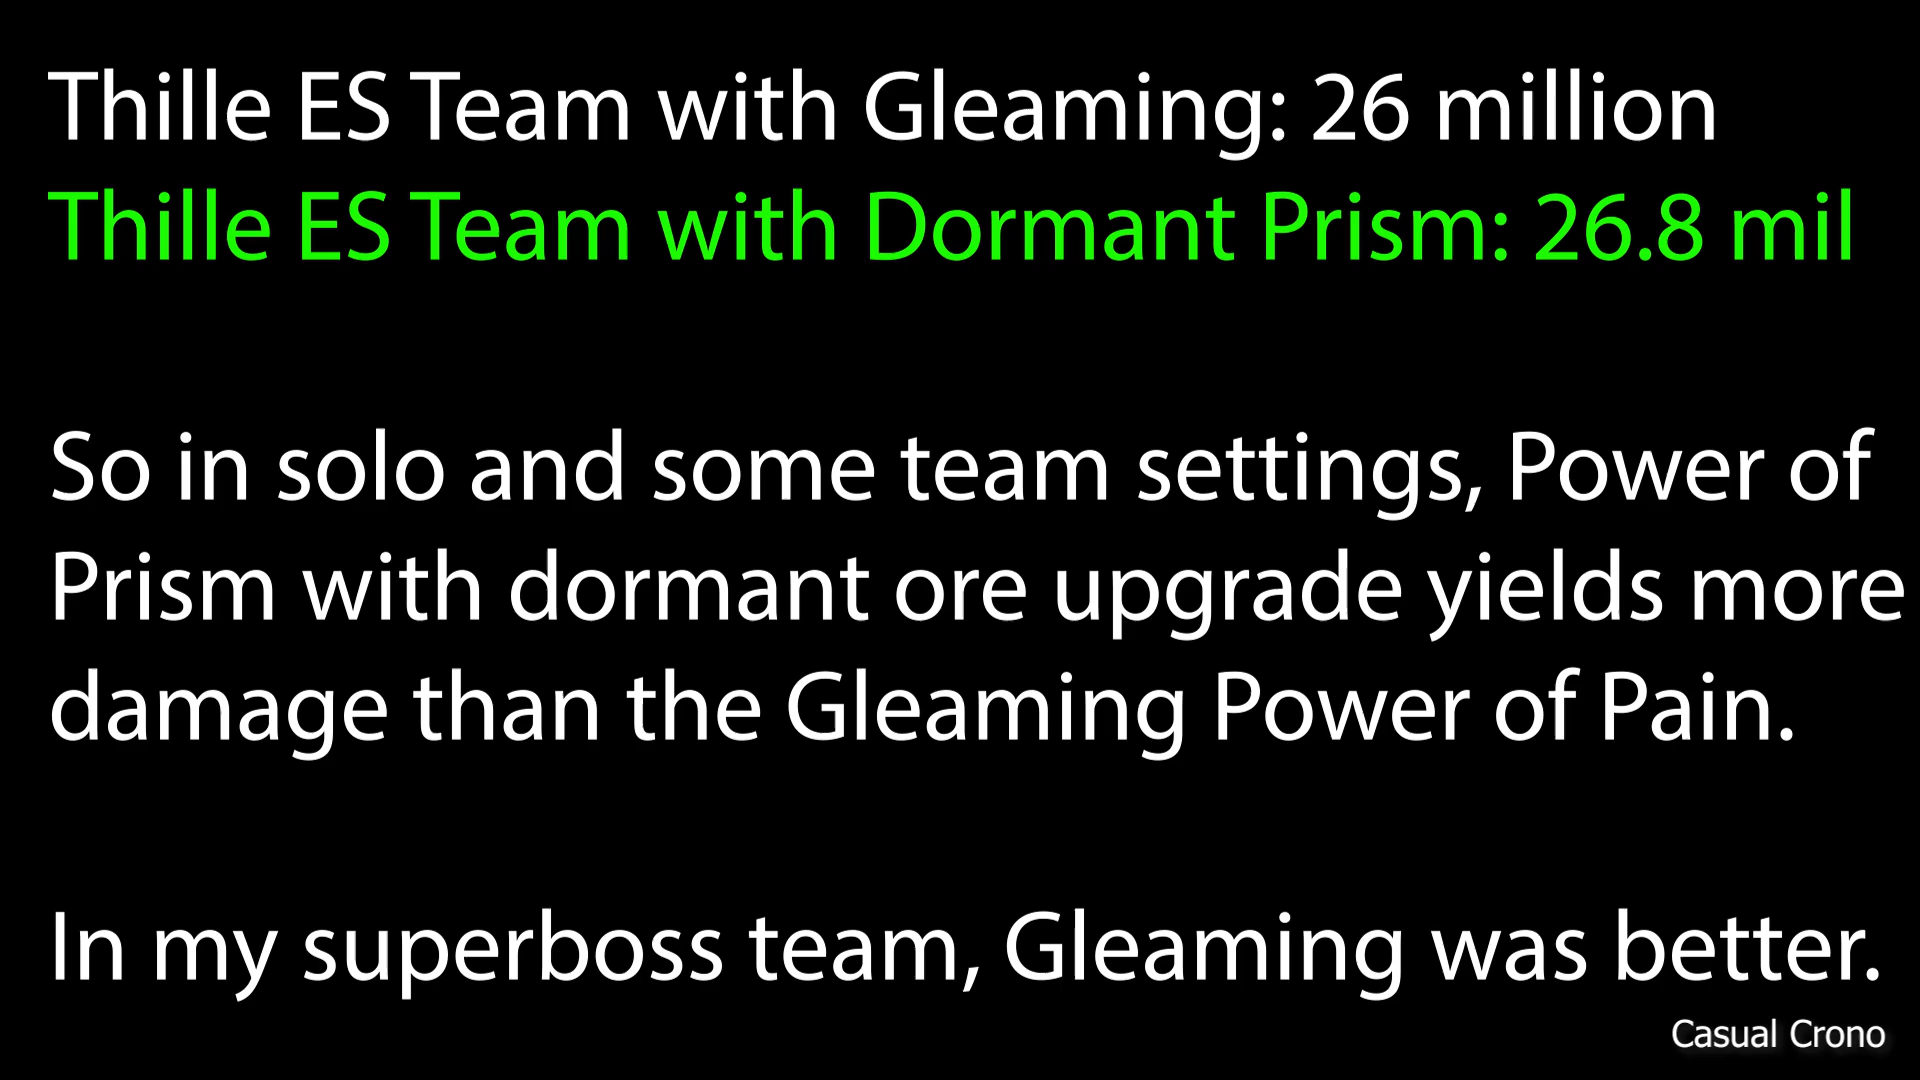 Thille ES Team with Gleaming: 26 million
Thille ES Team with Dormant Prism: 26.8 mil
So in solo and some team settings, Power of
Prism with dormant ore upgrade yields more
damage than the Gleaming Power of Pain.
In my superboss team, Gleaming was better.
Casual Crono